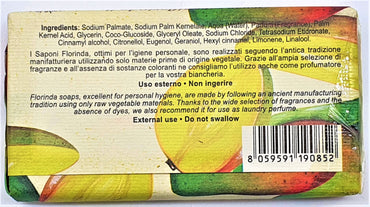 Ingredients: Sodium Palmate, Sodium Palm Kernelate, Aqua (Water), Parfum (Fragrance), Palm
Kernel Acid, Glycerin, Coco-Glucoside, Glyceryl Oleate, Sodium Chloride, Tetrasodium Etidronate,
Cinnamyl alcohol, Citronellol, Eugenol, Geraniol, Hexyl cinnamal, Limonene, Linalool.
I Saponi Florinda, ottimi per l'igiene personale, sono realizzati seguendo l'antica tradizione
manifatturiera utilizzando solo materie prime di origine vegetale. Grazie all'ampia selezione di
fragranze e all'assenza di sostanze coloranti ne consigliamo l'utilizzo anche come profumatore
per la vostra biancheria.
Uso esterno • Non ingerire
Florinda soaps, excellent for personal hygiene, are made by following an ancient manufacturing
tradition using only raw vegetable materials. Thanks to the wide selection of fragrances and the
absence of dyes, we also recommend to use it as laundry perfume.
External use • Do not swallow
8 059591 190852